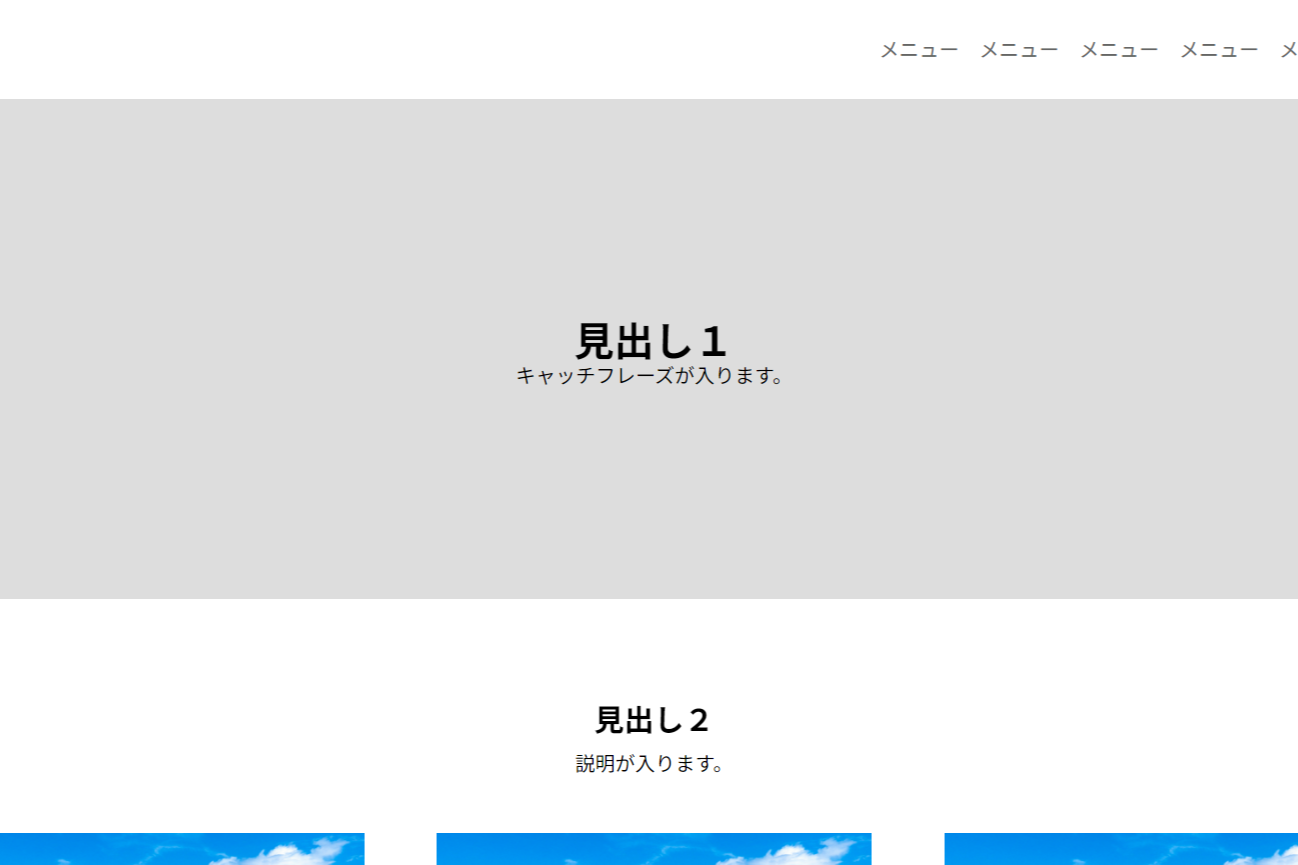 メニュー メニュー メニュー メニュー メ
見出し１
キャッチフレーズが入ります。
見出し２
説明が入ります。